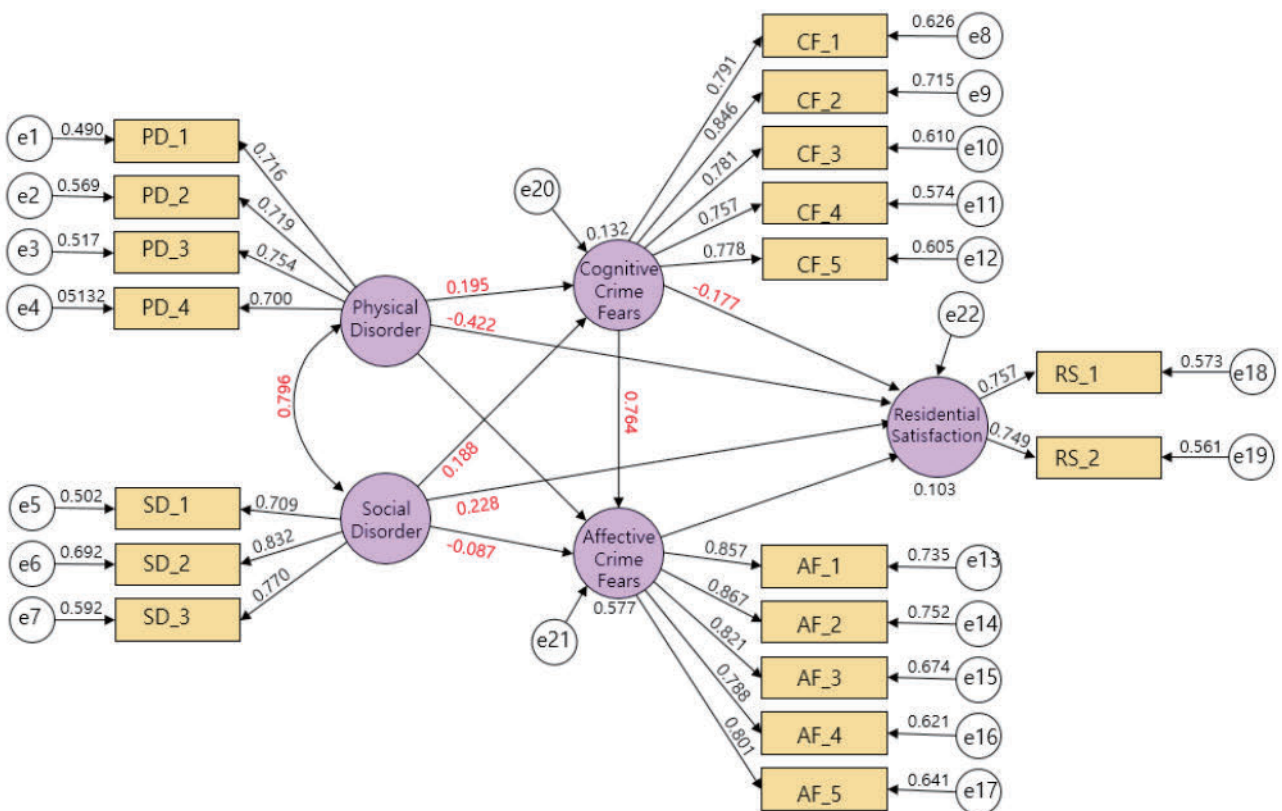 e1
0.490
PD_1
0.716
e2
0.569
PD_2
0.719
e3
0.517
PD_3
0.754
e4
05132
PD_4
0.700
Physical
Disorder
0.796
e5
0.502
SD_1
0.709
e6
0.692
SD_2
0.832
e7
0.592
SD_3
0.770
Social
Disorder
0.195
-0.422
0.188
0.228
-0.087
e20
0.132
Cognitive
Crime
Fears
0.764
-0.177
Affective
Crime
Fears
0.577
e21
0.791
CF_1
0.626
e8
0.846
CF_2
0.715
e9
0.781
CF_3
0.610
e10
0.757
CF_4
0.574
e11
0.778
CF_5
0.605
e12
e22
Residential
Satisfaction
0.103
0.757
RS_1
0.573
e18
0.749
RS_2
0.561
e19
0.857
AF_1
0.735
e13
0.867
AF_2
0.752
e14
0.821
AF_3
0.674
e15
0.788
AF_4
0.621
e16
0.801
AF_5
0.641
e17